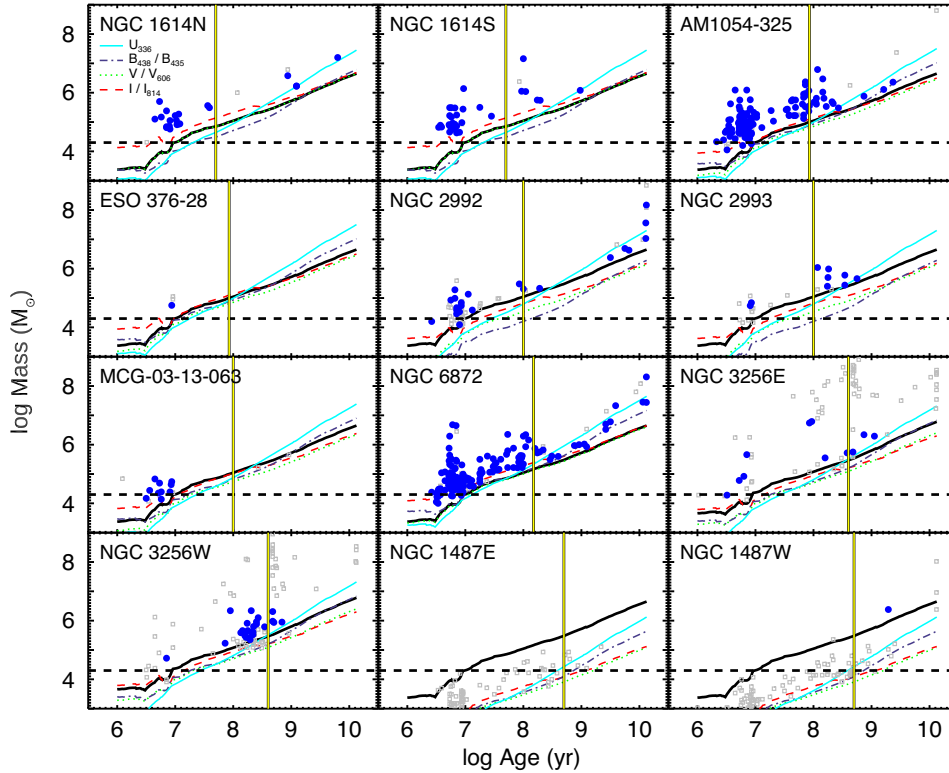 NGC 1614N
NGC 1614S
AM1054-325
U336
B438 / B435
V / V606
I / I814
8
6
4
ESO 376-28
NGC 2992
NGC 2993
8
6
4
log Mass (M⊙)
MCG-03-13-063
NGC 6872
NGC 3256E
8
6
4
NGC 3256W
NGC 1487E
NGC 1487W
8
6
4
6 7 8 9 10 6 7 8 9 10 6 7 8 9 10
log Age (yr)